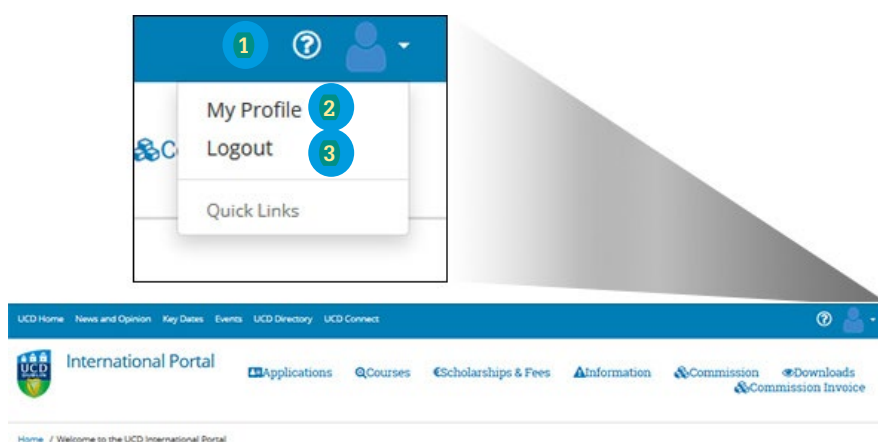 1
My Profile 2
C
Logout 3
Quick Links
UCD Home News and Opinion Key Dates Events UCD Directory UCD Connect
UCD
DUBLIN
International Portal
Applications Courses €Scholarships & Fees Information Commission Downloads
Commission Invoice
Home / Welcome to the UCD International Portal